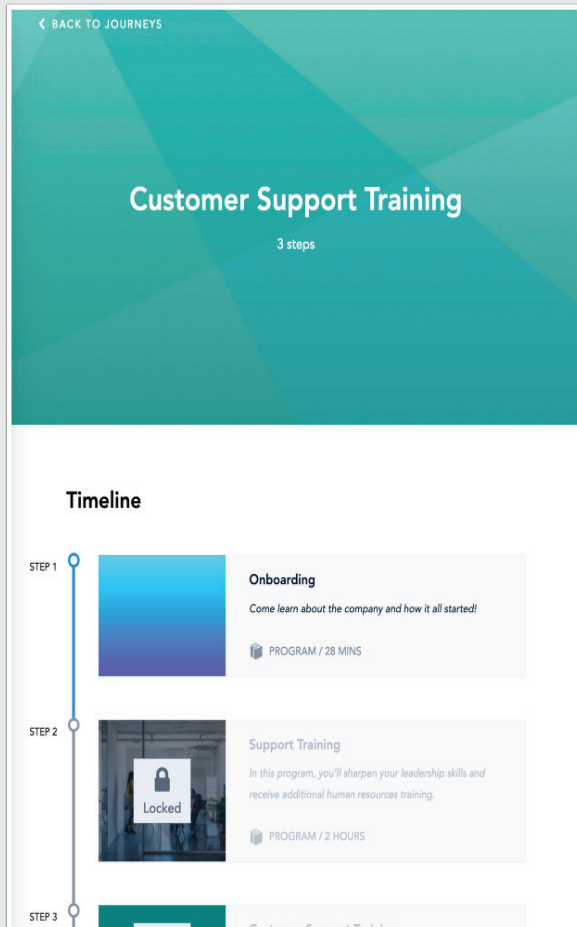 BACK TO JOURNEYS
Customer Support Training
3 steps
Timeline
STEP 1
Onboarding
Come learn about the company and how it all started!
PROGRAM / 28 MINS
STEP 2
Support Training
In this program, you'll sharpen your leadership skills and
receive additional human resources training.
Locked
PROGRAM / 2 HOURS
STEP 3